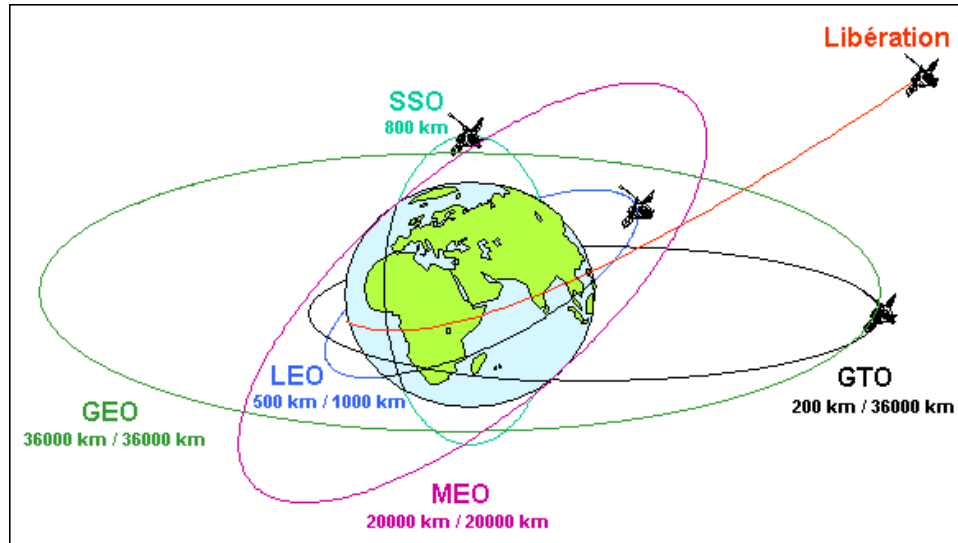 Libération
SSO
800 km
LEO
500 km / 1000 km
GTO
200 km / 36000 km
GEO
36000 km / 36000 km
MEO
20000 km / 20000 km